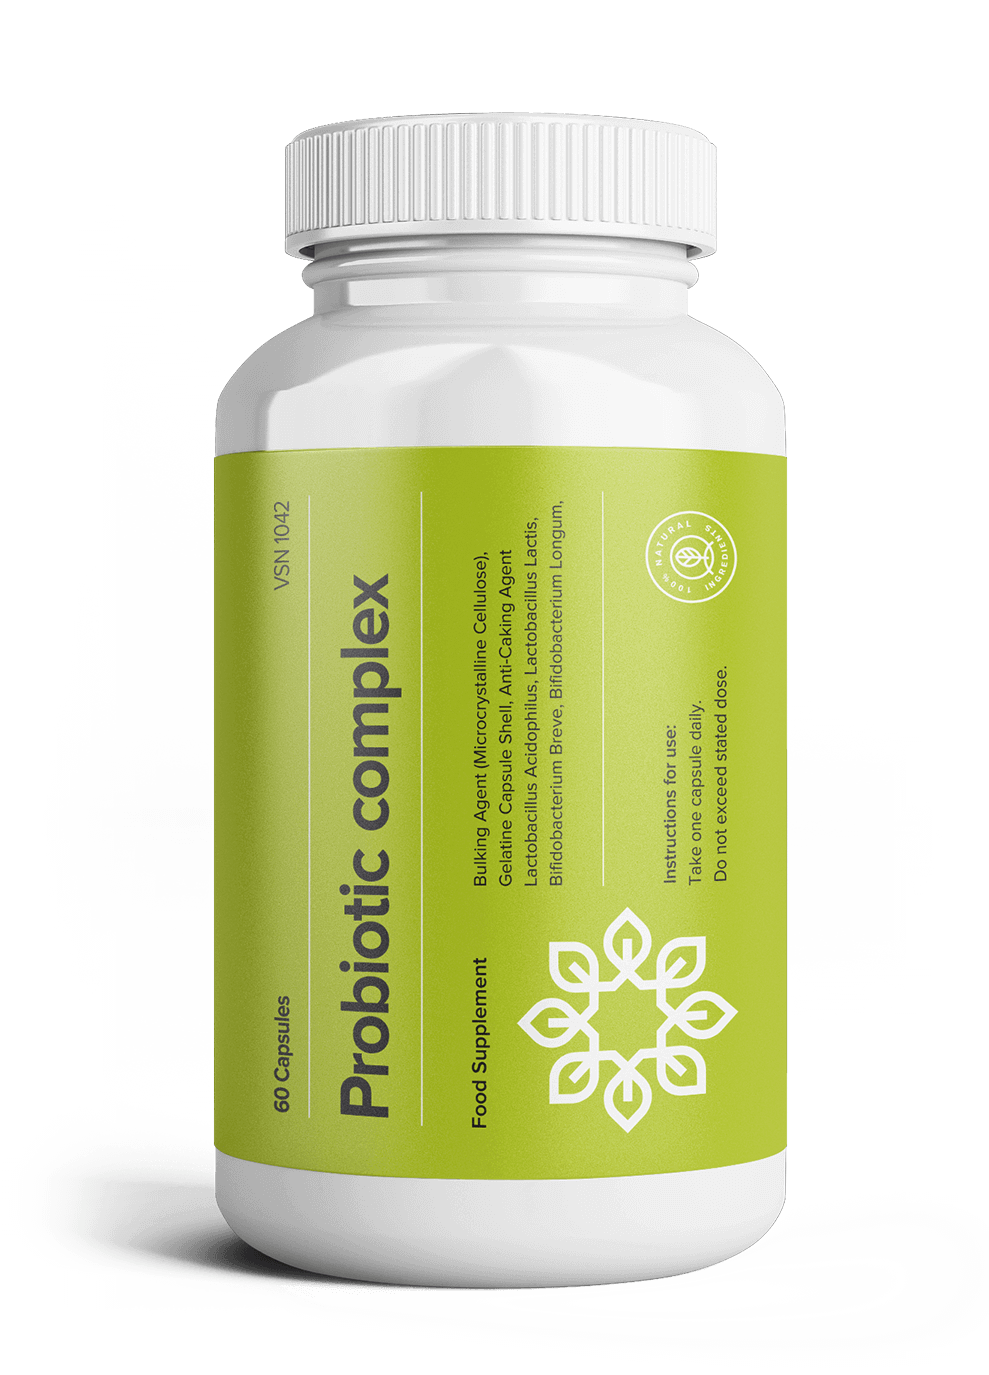 60 Capsules
VSN 1042
Probiotic complex
Food Supplement
Bulking Agent (Microcrystalline Cellulose),
Gelatine Capsule Shell, Anti-Caking Agent
Lactobacillus Acidophilus, Lactobacillus Lactis,
Bifidobacterium Breve, Bifidobacterium Longum,
Instructions for use:
Take one capsule daily.
Do not exceed stated dose.
100% NATURAL INGREDIENTS